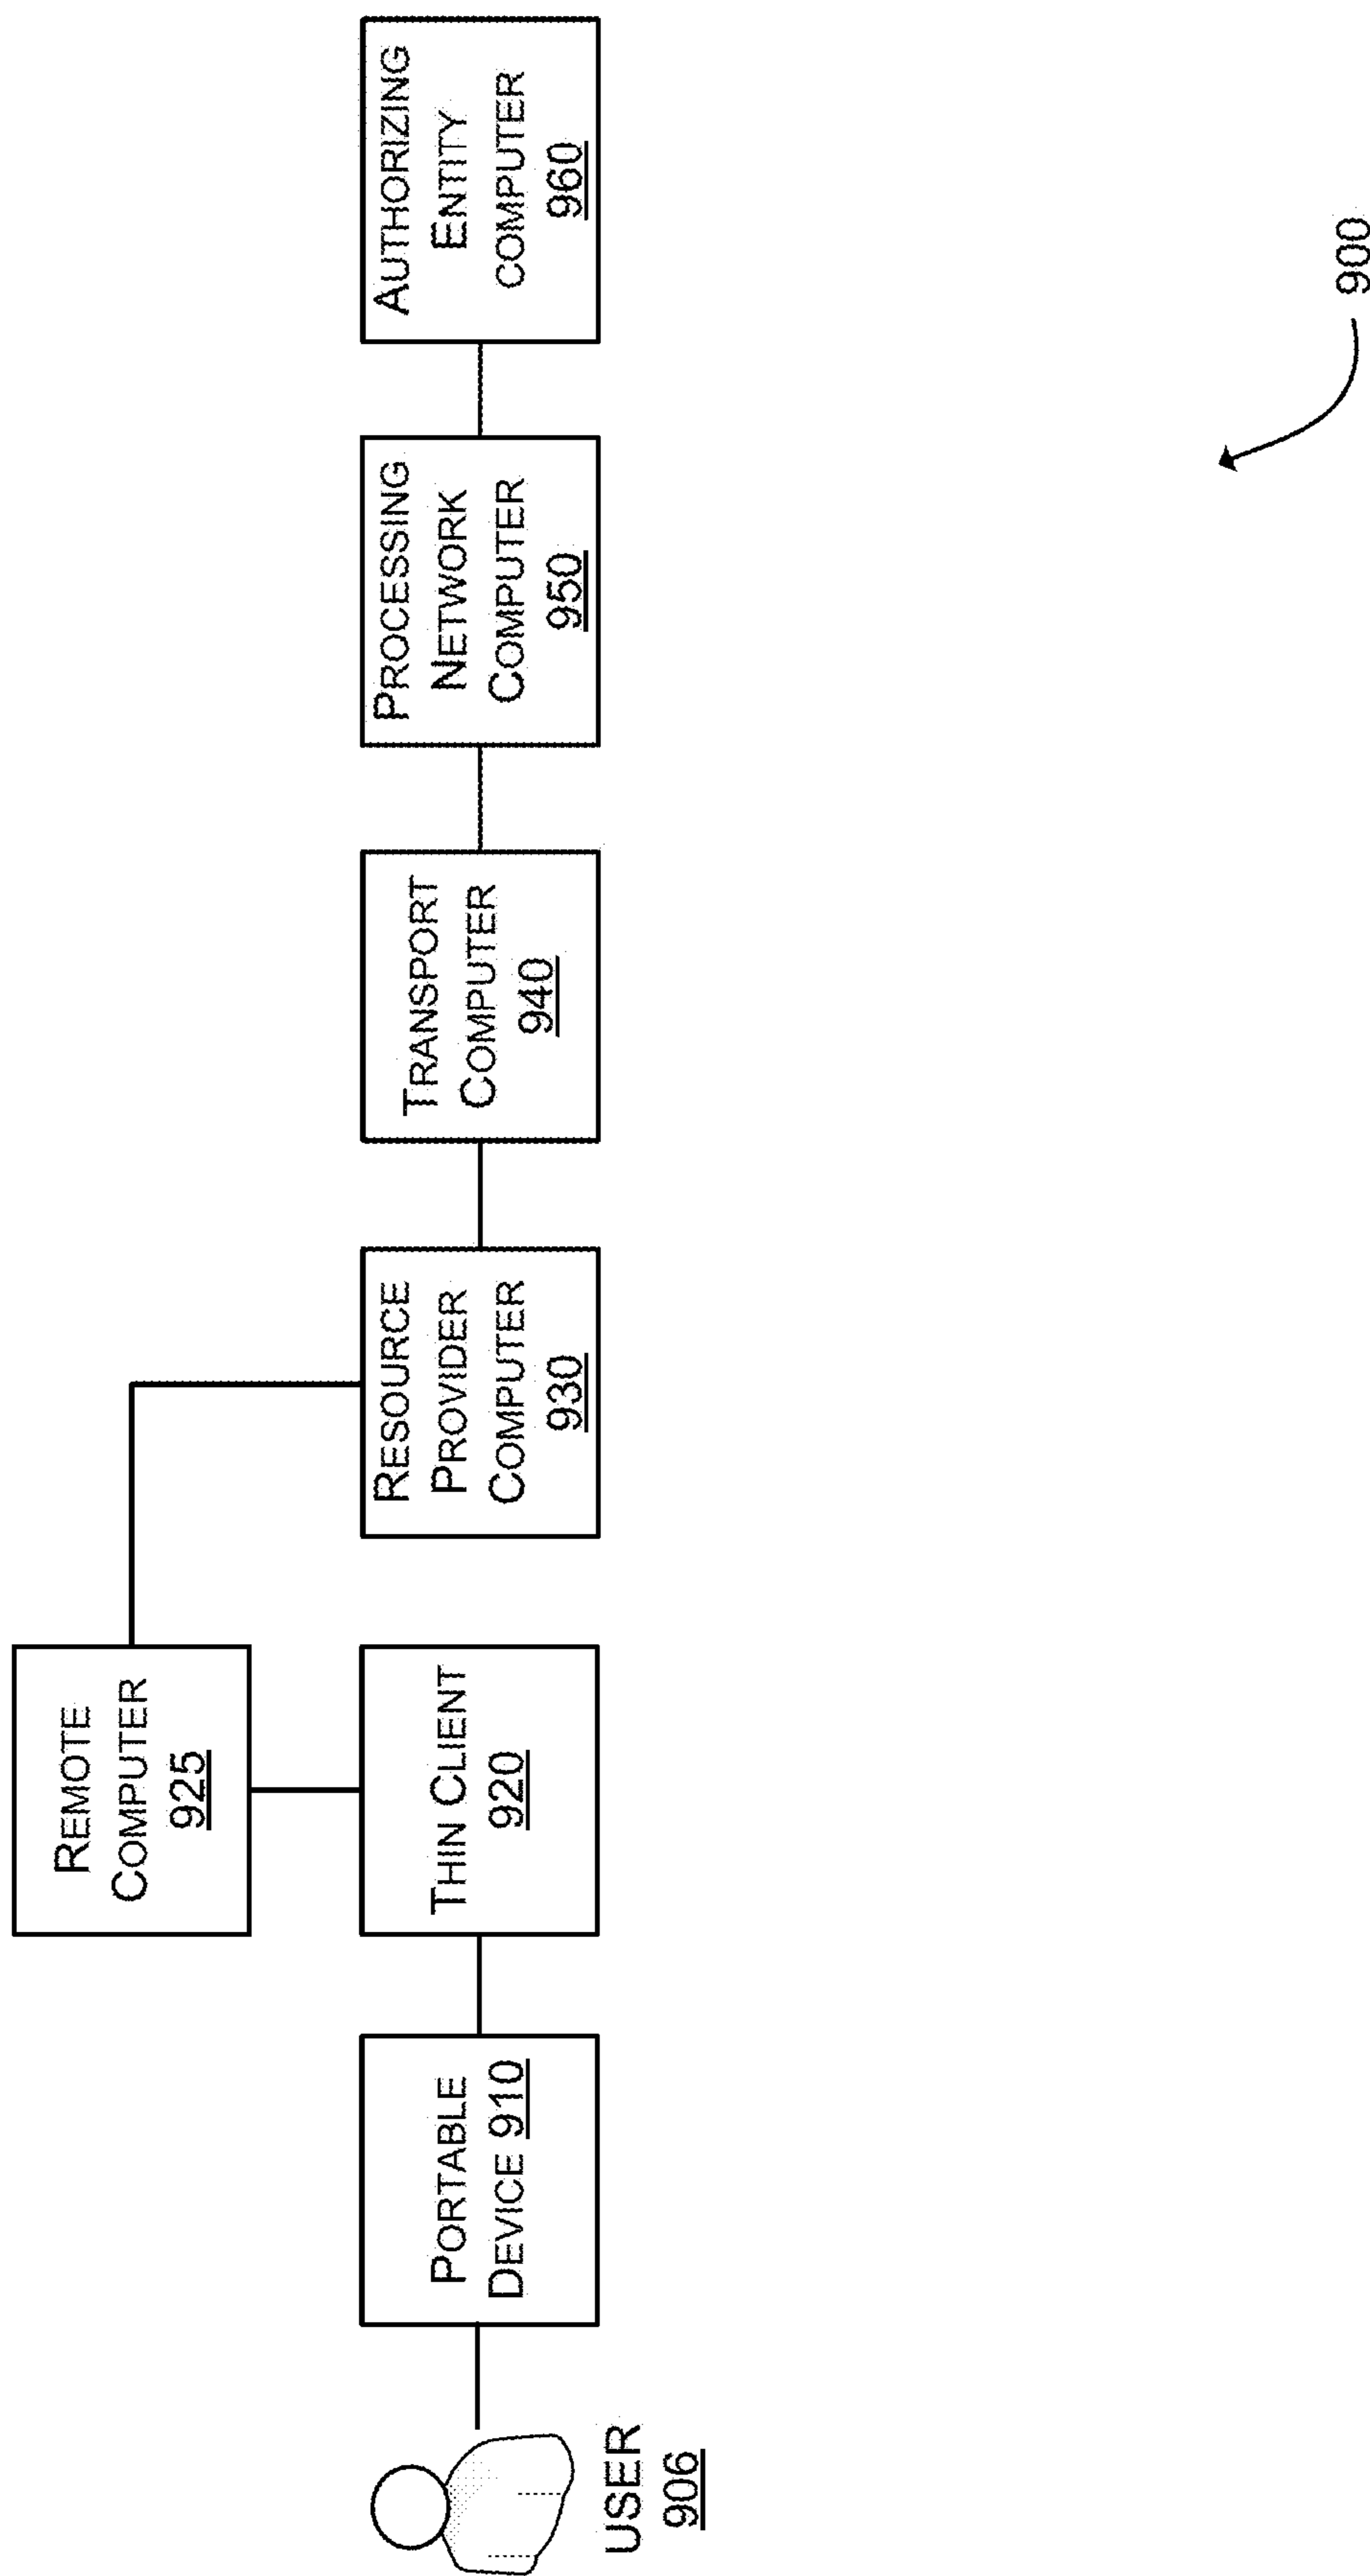 REMOTE
COMPUTER
925
USER
906
PORTABLE
DEVICE 910
THIN CLIENT
920
RESOURCE
PROVIDER
COMPUTER
930
TRANSPORT
COMPUTER
940
PROCESSING
NETWORK
COMPUTER
950
AUTHORIZING
ENTITY
COMPUTER
960
900